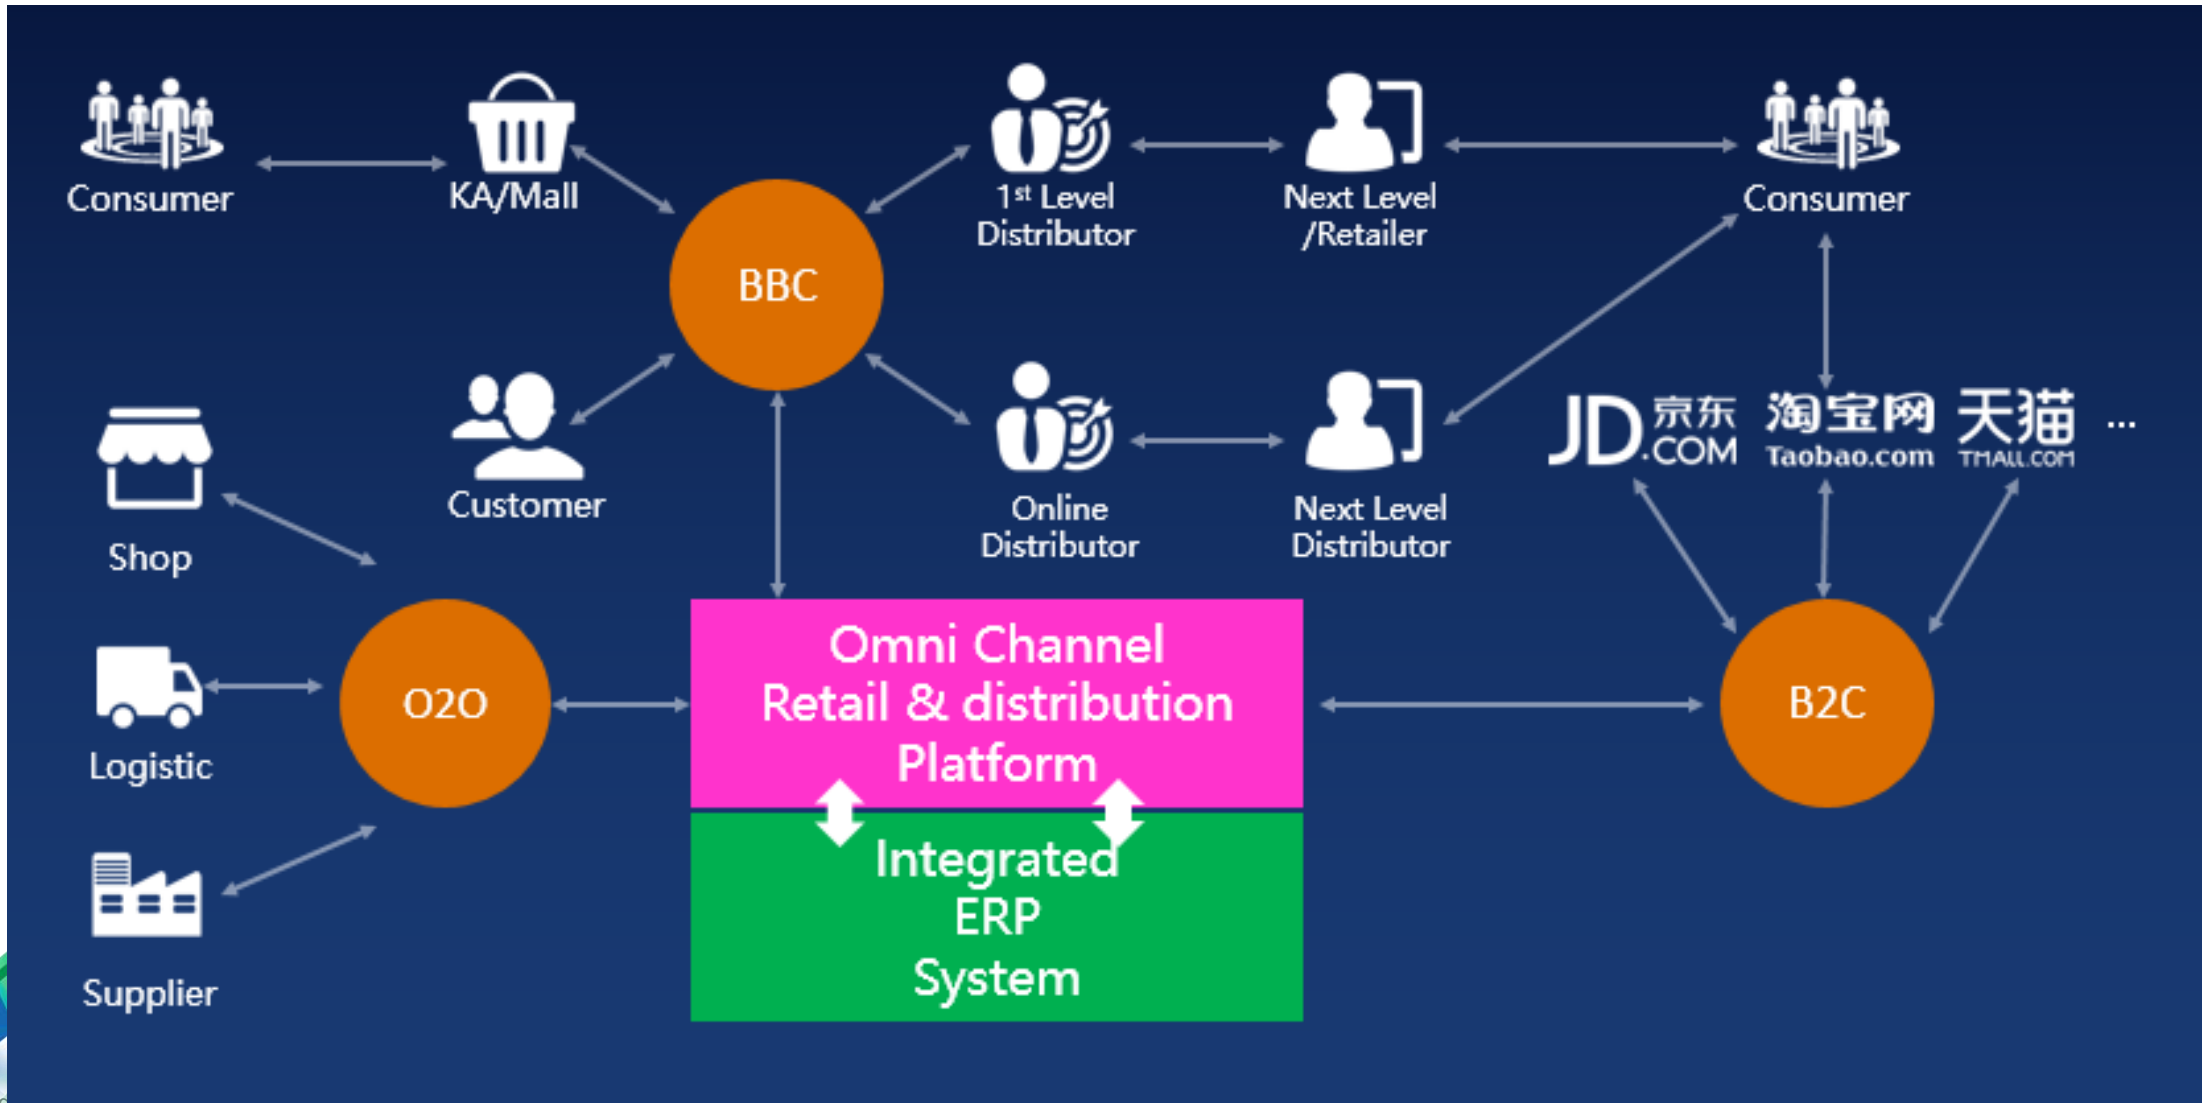 Consumer
KA/Mall
1st Level
Distributor
Next Level
/Retailer
Consumer
BBC
Customer
Online
Distributor
Next Level
Distributor
JD京东
.COM
淘宝网
Taobao.com
天猫
TMALL.COM
...
Shop
Logistic
Supplier
O2O
Omni Channel
Retail & distribution
Platform
Integrated
ERP
System
B2C